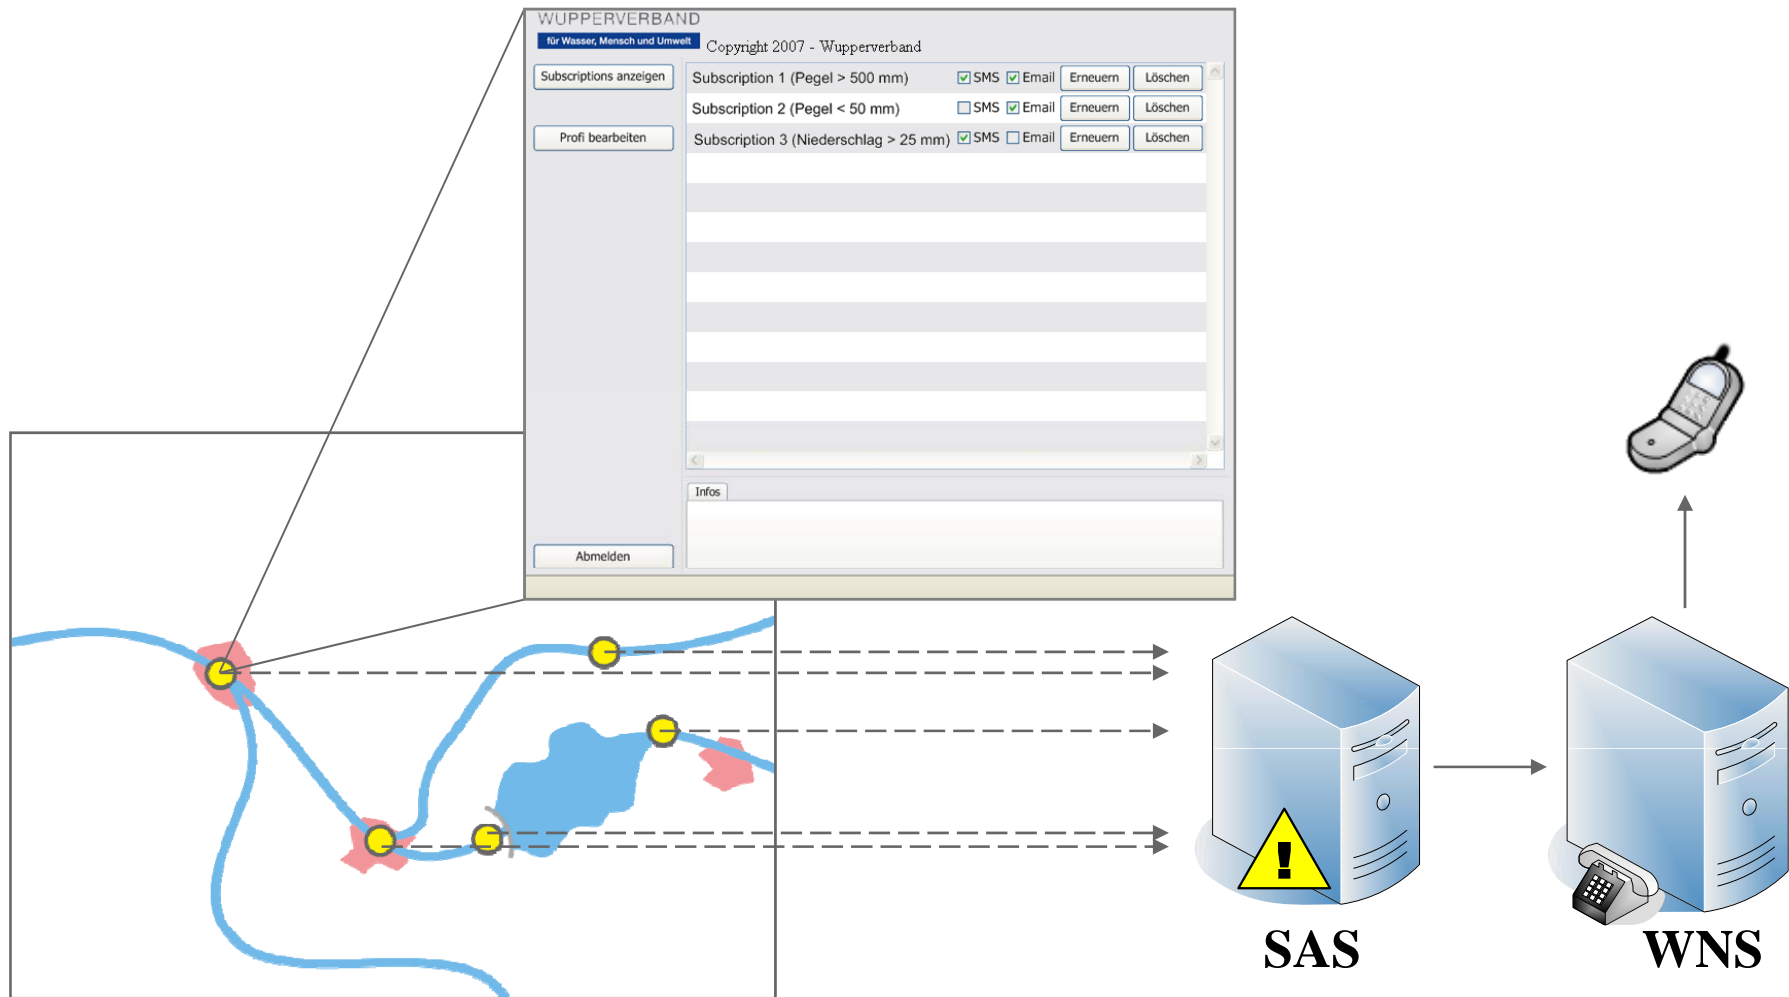 WUPPERVERBAND
für Wasser, Mensch und Umwelt
Copyright 2007 - Wupperverband
Subscriptions anzeigen
Subscription 1 (Pegel > 500 mm) SMS Email Erneuern Löschen
Subscription 2 (Pegel < 50 mm) SMS Email Erneuern Löschen
Profi bearbeiten
Subscription 3 (Niederschlag > 25 mm) SMS Email Erneuern Löschen
Infos
Abmelden
!
SAS
WNS